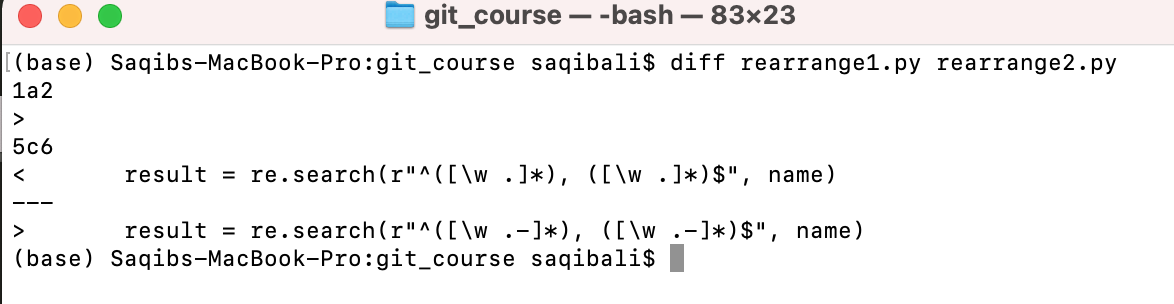 git_course — -bash — 83×23
(base) Saqibs-MacBook-Pro:git_course saqibali$ diff rearrange1.py rearrange2.py
1a2
>
5c6
<       result = re.search(r"^([\w .]*), ([\w .]*)$", name)
---
>       result = re.search(r"^([\w .-]*), ([\w .-]*)$", name)
(base) Saqibs-MacBook-Pro:git_course saqibali$